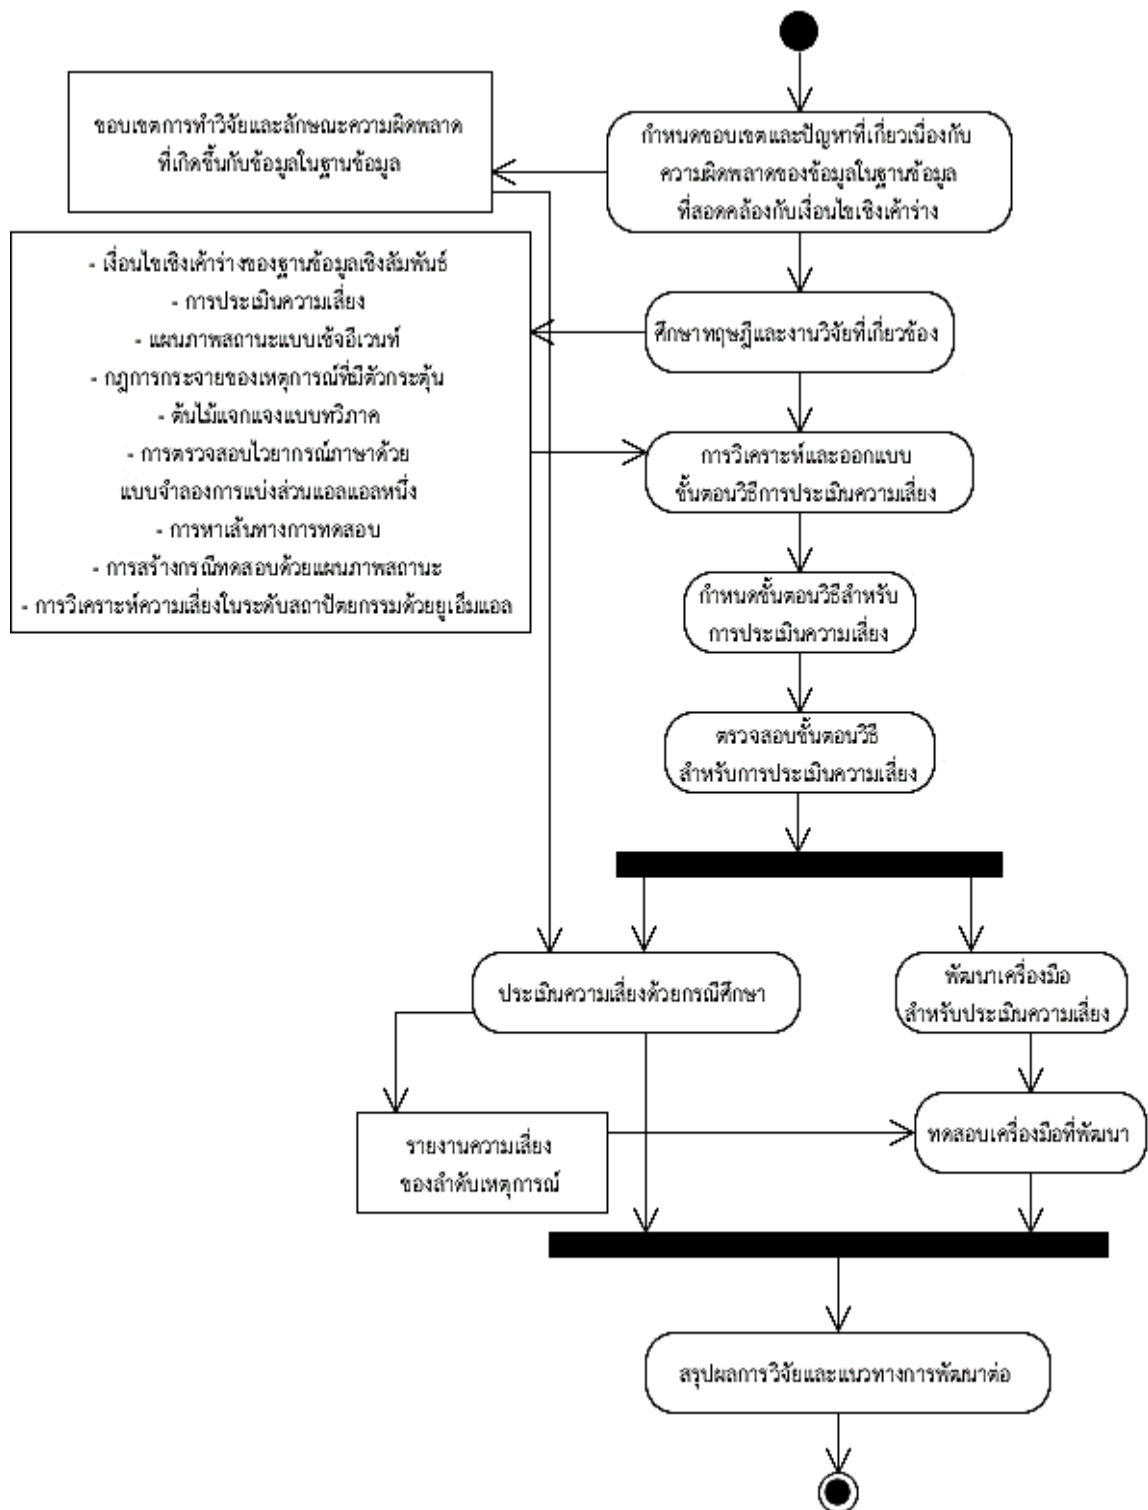 ขอบเขตการทำวิจัยและลักษณะความผิดพลาด
ที่เกิดขึ้นกับข้อมูลในฐานข้อมูล
กำหนดขอบเขตและปัญหาที่เกี่ยวเนื่องกับ
ความผิดพลาดของข้อมูลในฐานข้อมูล
ที่สอดคล้องกับเงื่อนไขเชิงเค้าร่าง
- เงื่อนไขเชิงเค้าร่างของฐานข้อมูลเชิงสัมพันธ์
- การประเมินความเสี่ยง
- แผนภาพสถานะแบบเช้จอีเวนท์
- กฎการกระจายของเหตุการณ์ที่มีตัวกระตุ้น
- ต้นไม้แจกแจงแบบทวิภาค
- การตรวจสอบไวยากรณ์ภาษาด้วย
แบบจำลองการแบ่งส่วนแอลแอลหนึ่ง
- การหาเส้นทางการทดสอบ
- การสร้างกรณีทดสอบด้วยแผนภาพสถานะ
- การวิเคราะห์ความเสี่ยงในระดับสถาปัตยกรรมด้วยยูเอ็มแอล
ศึกษาทฤษฎีและงานวิจัยที่เกี่ยวข้อง
การวิเคราะห์และออกแบบ
ขั้นตอนวิธีการประเมินความเสี่ยง
กำหนดขั้นตอนวิธีสำหรับ
การประเมินความเสี่ยง
ตรวจสอบขั้นตอนวิธี
สำหรับการประเมินความเสี่ยง
ประเมินความเสี่ยงด้วยกรณีศึกษา
พัฒนาเครื่องมือ
สำหรับประเมินความเสี่ยง
รายงานความเสี่ยง
ของลำดับเหตุการณ์
ทดสอบเครื่องมือที่พัฒนา
สรุปผลการวิจัยและแนวทางการพัฒนาต่อ